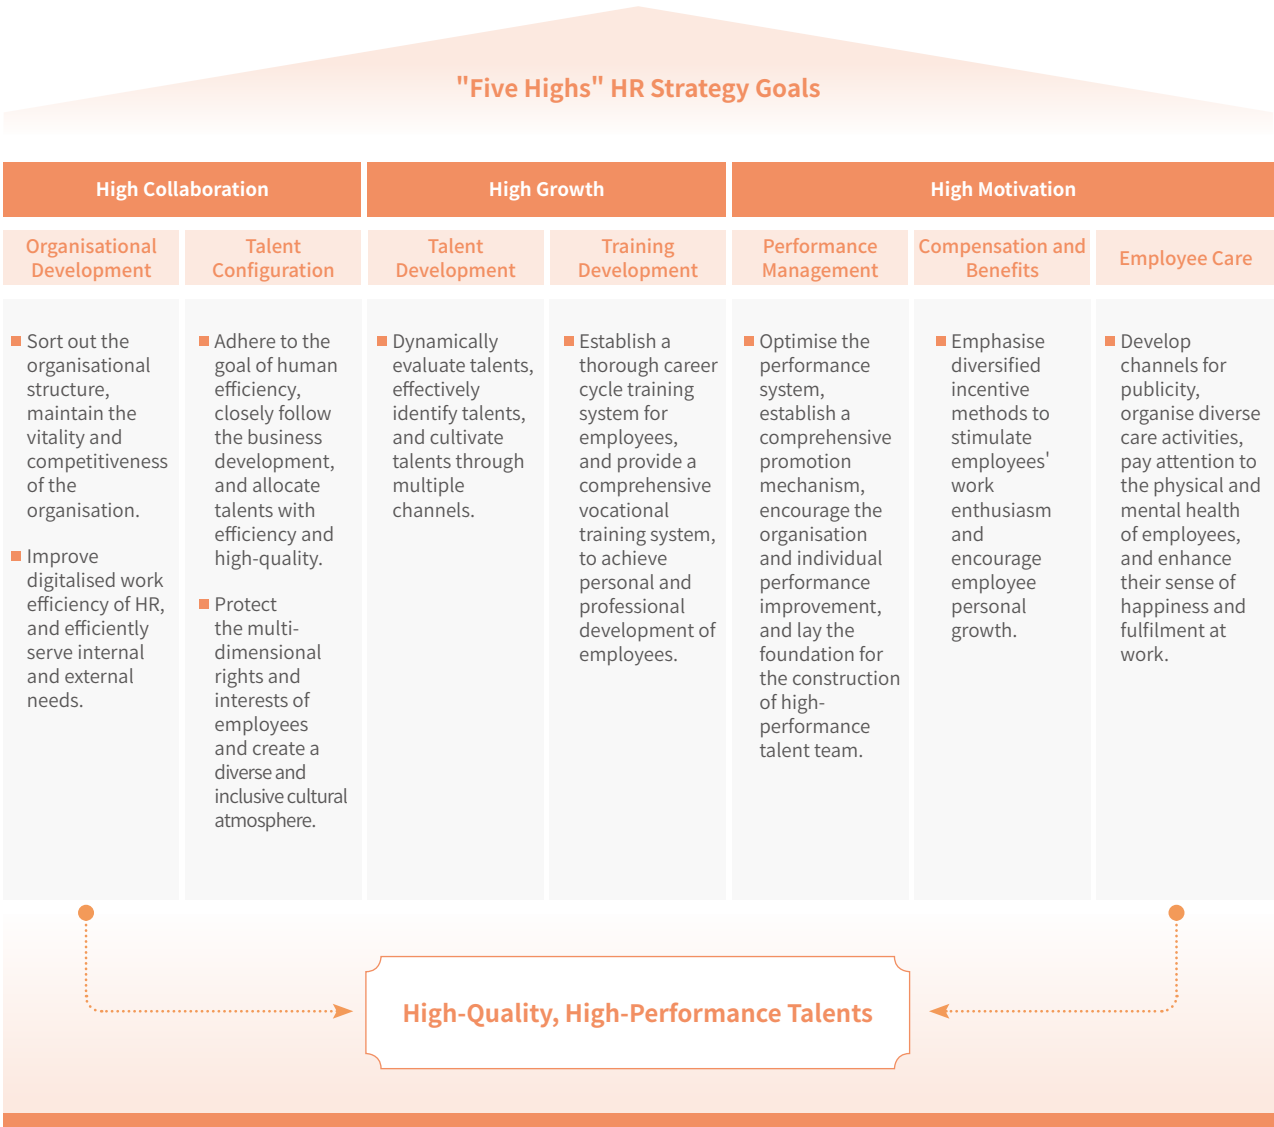 "Five Highs" HR Strategy Goals
High Collaboration
High Growth
High Motivation
Organisational
Development
Talent
Configuration
Talent
Development
Training
Development
Performance
Management
Compensation and
Benefits
Employee Care
Sort out the
organisational
structure,
maintain the
vitality and
competitiveness
of the
organisation.
Improve
digitalised work
efficiency of HR,
and efficiently
serve internal
and external
needs.
Adhere to the
goal of human
efficiency,
closely follow
the business
development,
and allocate
talents with
efficiency and
high-quality.
Protect
the multi-
dimensional
rights and
interests of
employees
and create a
diverse and
inclusive cultural
atmosphere.
Dynamically
evaluate talents,
effectively
identify talents,
and cultivate
talents through
multiple
channels.
Establish a
thorough career
cycle training
system for
employees,
and provide a
comprehensive
vocational
training system,
to achieve
personal and
professional
development of
employees.
Optimise the
performance
system,
establish a
comprehensive
promotion
mechanism,
encourage the
organisation
and individual
performance
improvement,
and lay the
foundation for
the construction
of high-
performance
talent team.
Emphasise
diversified
incentive
methods to
stimulate
employees'
work
enthusiasm
and
encourage
employee
personal
growth.
Develop
channels for
publicity,
organise diverse
care activities,
pay attention to
the physical and
mental health
of employees,
and enhance
their sense of
happiness and
fulfilment at
work.
High-Quality, High-Performance Talents